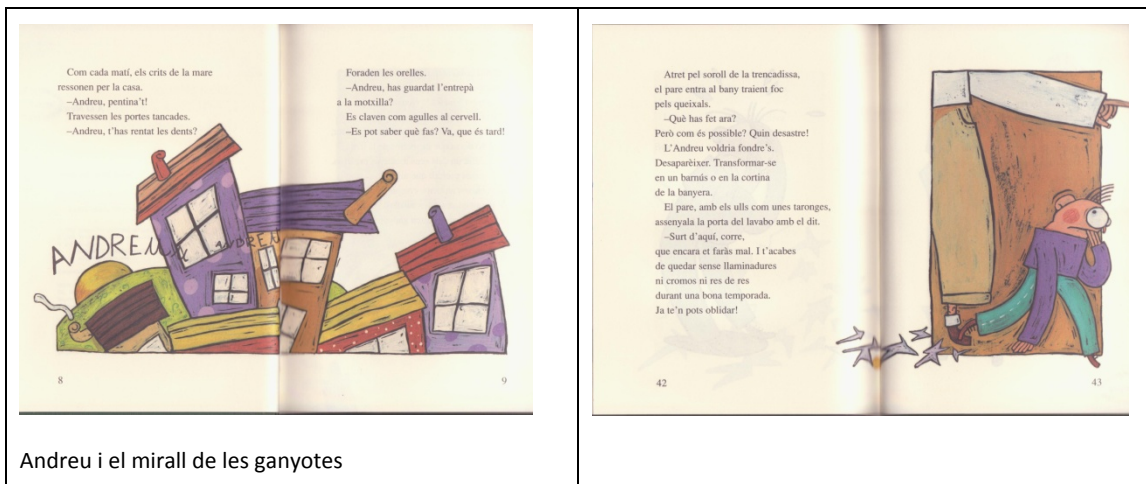 Com cada matí, els crits de la mare
ressonen per la casa.
–Andreu, pentina't!
Travessen les portes tancades.
–Andreu, t'has rentat les dents?
Foraden les orelles.
–Andreu, has guardat l'entrepà
a la motxilla?
Es claven com agulles al cervell.
–Es pot saber què fas? Va, que és tard!
ANDREU
ANDREU
8
9
Atret pel soroll de la trencadissa,
el pare entra al bany traient foc
pels queixals.
–Què has fet ara?
Però com és possible? Quin desastre!
L'Andreu voldria fondre's.
Desaparèixer. Transformar-se
en un barnús o en la cortina
de la banyera.
El pare, amb els ulls com unes taronges,
assenyala la porta del lavabo amb el dit.
–Surt d'aquí, corre,
que encara et faràs mal. I t'acabes
de quedar sense llaminadures
ni cromos ni res de res
durant una bona temporada.
Ja te'n pots oblidar!
42
43
Andreu i el mirall de les ganyotes